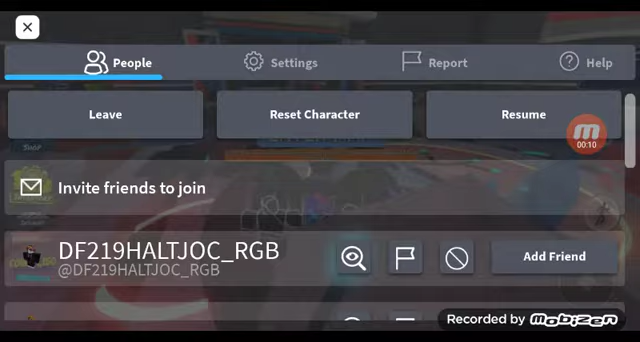 People
Settings
Report
Help
Leave
Reset Character
Resume
00:10
Invite friends to join
DF219HALTJOC_RGB
@DF219HALTJOC_RGB
Add Friend
Recorded by MOBIZEN